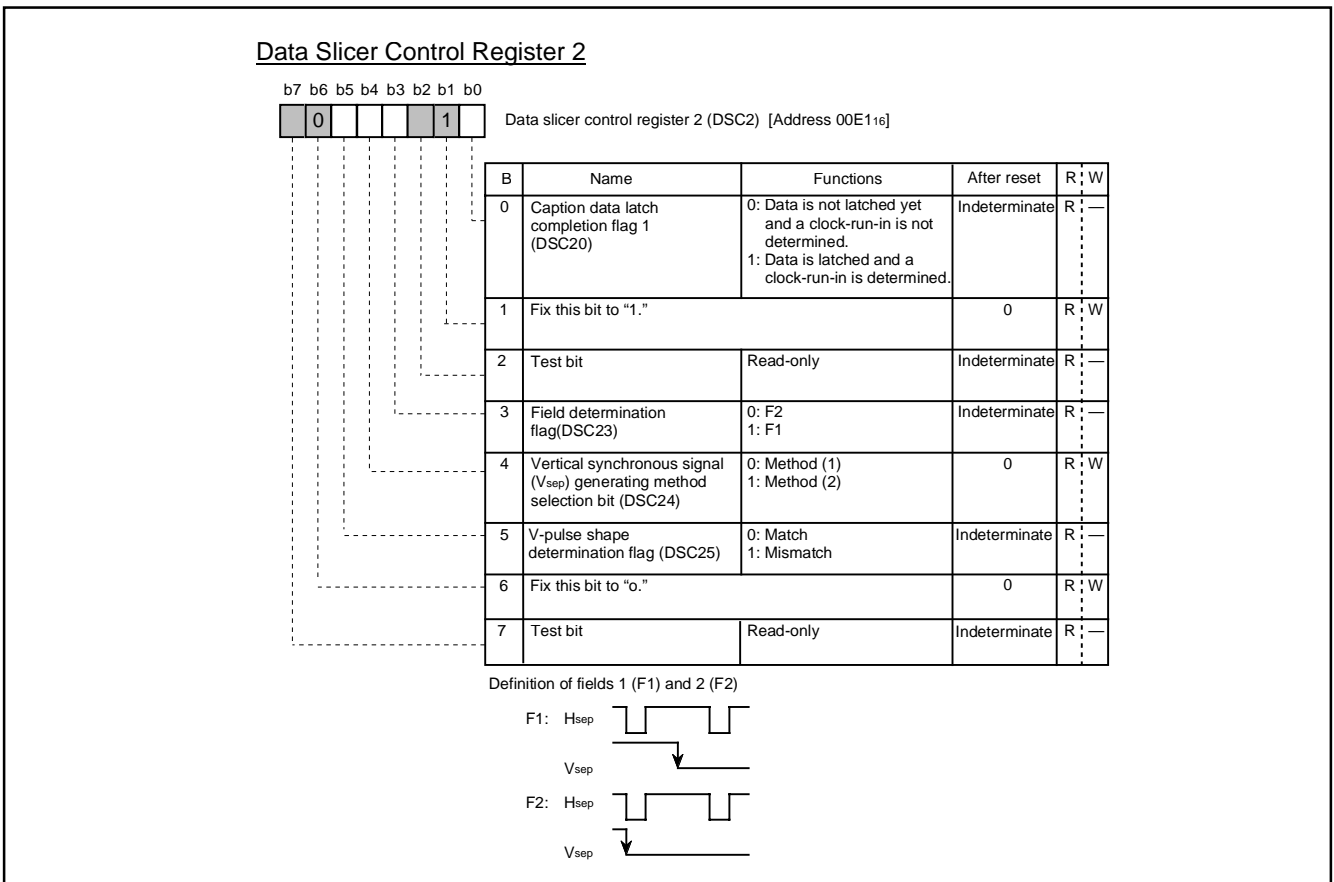 Data Slicer Control Register 2
b7 b6 b5 b4 b3 b2 b1 b0
0 1
Data slicer control register 2 (DSC2) [Address 00E116]
B Name Functions After reset R W
0 Caption data latch completion flag 1 (DSC20) 0: Data is not latched yet and a clock-run-in is not determined. 1: Data is latched and a clock-run-in is determined. Indeterminate R —
1 Fix this bit to “1.” 0 R W
2 Test bit Read-only Indeterminate R —
3 Field determination flag(DSC23) 0: F2 1: F1 Indeterminate R —
4 Vertical synchronous signal (Vsep) generating method selection bit (DSC24) 0: Method (1) 1: Method (2) 0 R W
5 V-pulse shape determination flag (DSC25) 0: Match 1: Mismatch Indeterminate R —
6 Fix this bit to “o.” 0 R W
7 Test bit Read-only Indeterminate R —
Definition of fields 1 (F1) and 2 (F2)
F1: Hsep
Vsep
F2: Hsep
Vsep